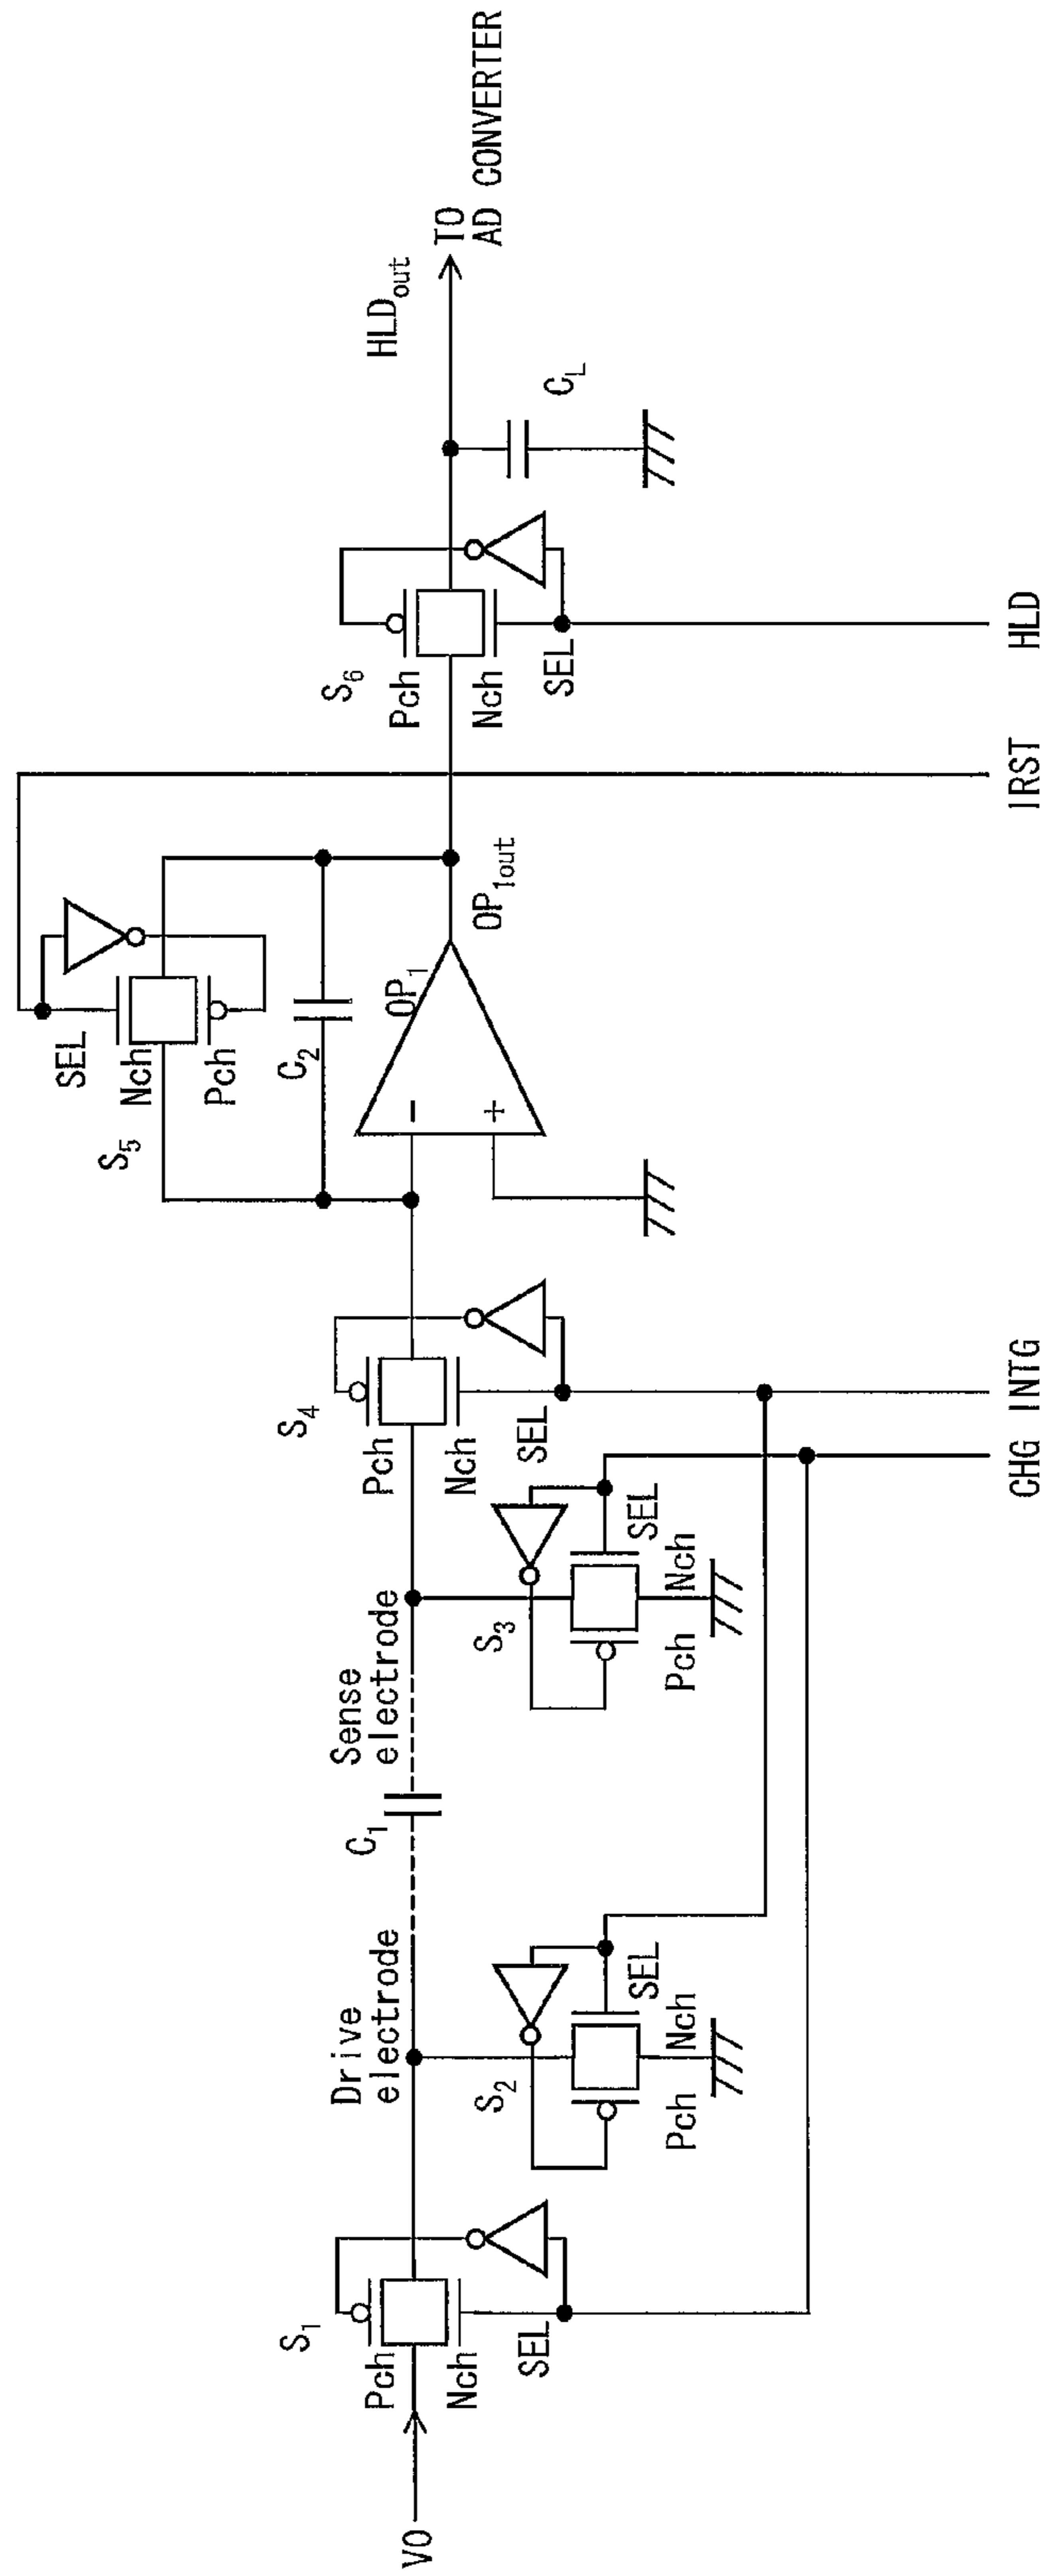 V0
S1
Pch
Nch
SEL
Drive
electrode
S2
SEL
Pch
Nch
C1
Sense
electrode
S3
SEL
Pch
Nch
S4
Pch
Nch
SEL
S5
SEL
Nch
Pch
C2
OP1
-
+
OP1out
S6
Pch
Nch
SEL
HLDout
CL
TO
AD CONVERTER
CHG
INTG
IRST
HLD